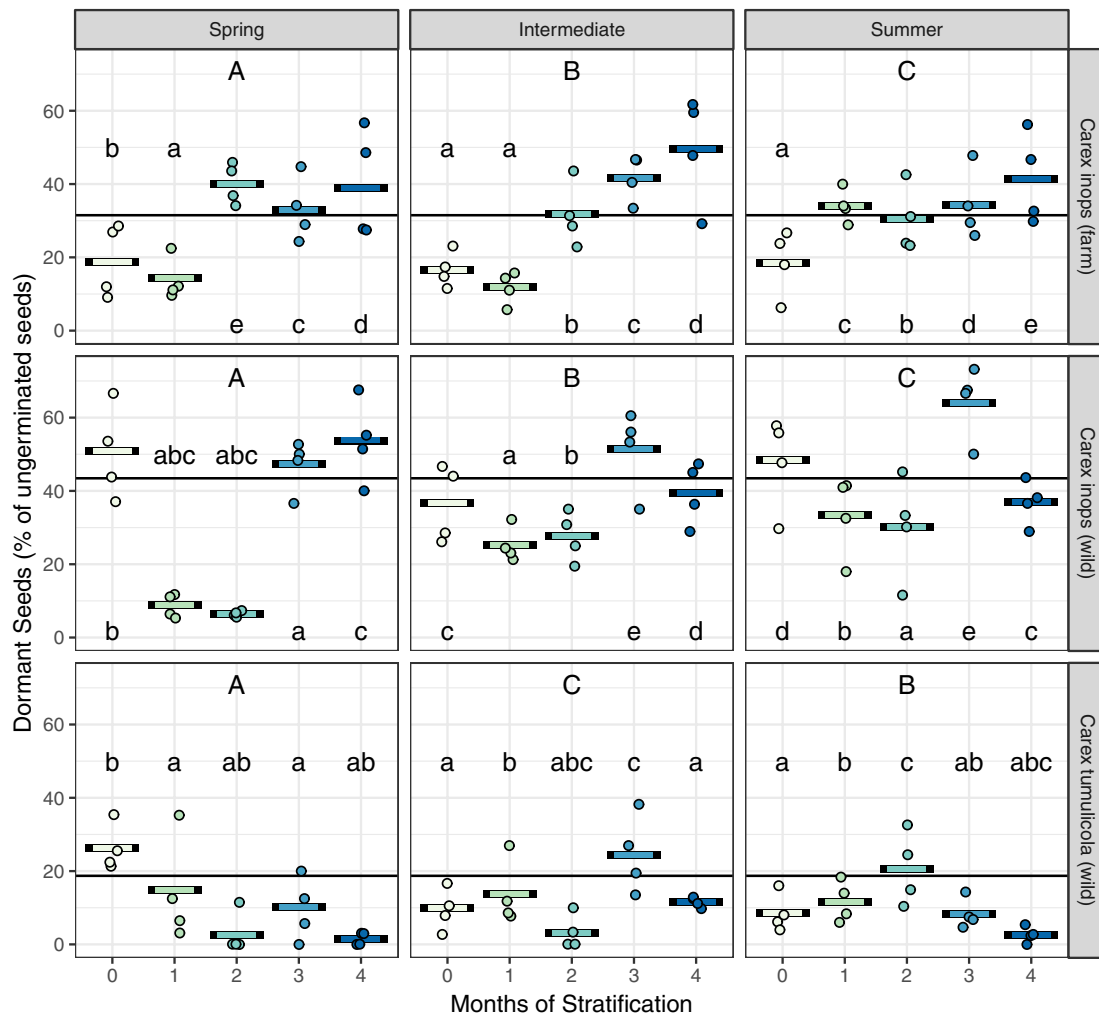 Spring Intermediate Summer
A B C
60
b a a a a
40
20
c b d e
e c d b c d
0
Carex inops (farm)
Dormant Seeds (% of ungerminated seeds)
A B C
60
abc abc a b
40
20
b a c c e d d b a e c
0
Carex inops (wild)
A C B
60
b a ab a ab a b abc c a a b c ab abc
40
20
0
Carex tumulicola (wild)
0 1 2 3 4 0 1 2 3 4 0 1 2 3 4
Months of Stratification